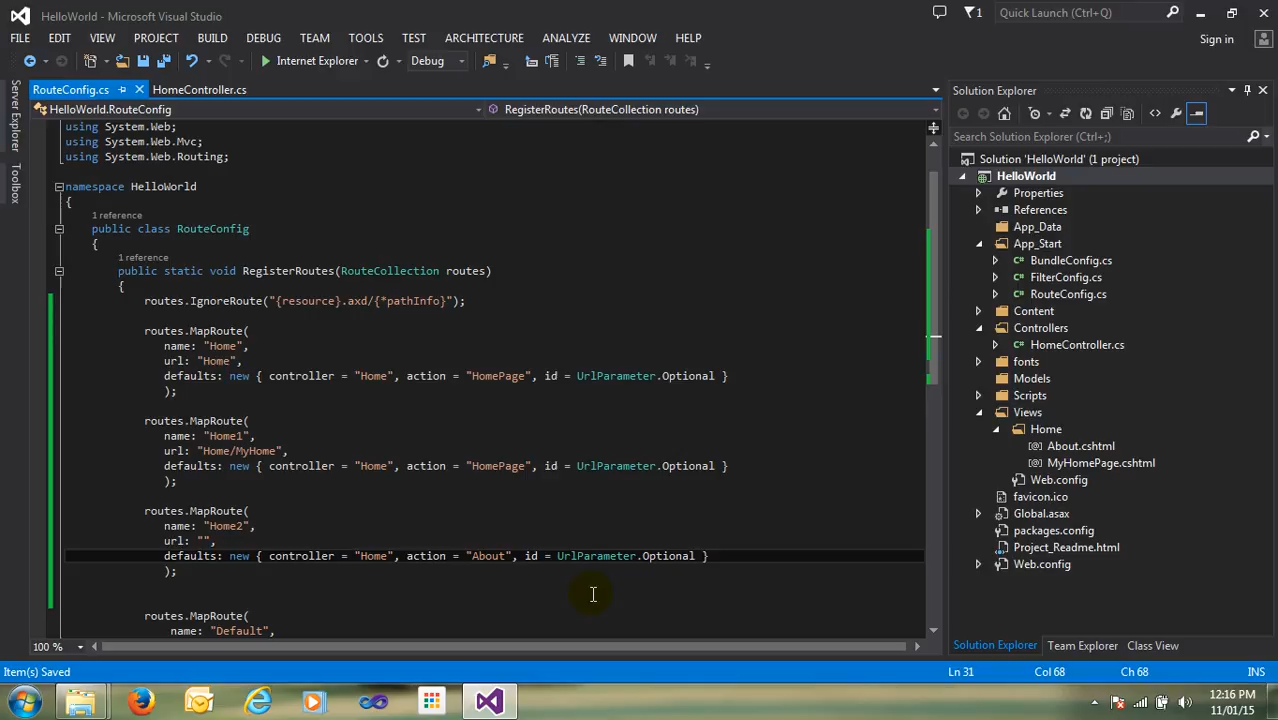 HelloWorld - Microsoft Visual Studio
1
Quick Launch (Ctrl+Q)
FILE EDIT VIEW PROJECT BUILD DEBUG TEAM TOOLS TEST ARCHITECTURE ANALYZE WINDOW HELP
Sign in
Internet Explorer
Debug
Server Explorer
Toolbox
RouteConfig.cs
HomeController.cs
HelloWorld.RouteConfig
RegisterRoutes(RouteCollection routes)
using System.Web;
using System.Web.Mvc;
using System.Web.Routing;
namespace HelloWorld
{
1 reference
public class RouteConfig
{
1 reference
public static void RegisterRoutes(RouteCollection routes)
{
routes.IgnoreRoute("{resource}.axd/{*pathInfo}");
routes.MapRoute(
name: "Home",
url: "Home",
defaults: new { controller = "Home", action = "HomePage", id = UrlParameter.Optional }
);
routes.MapRoute(
name: "Home1",
url: "Home/MyHome",
defaults: new { controller = "Home", action = "HomePage", id = UrlParameter.Optional }
);
routes.MapRoute(
name: "Home2",
url: "",
defaults: new { controller = "Home", action = "About", id = UrlParameter.Optional }
);
routes.MapRoute(
name: "Default",
100 %
Solution Explorer
Search Solution Explorer (Ctrl+;)
Solution 'HelloWorld' (1 project)
HelloWorld
Properties
References
App_Data
App_Start
C# BundleConfig.cs
C# FilterConfig.cs
C# RouteConfig.cs
Content
Controllers
C# HomeController.cs
fonts
Models
Scripts
Views
Home
[@] About.cshtml
[@] MyHomePage.cshtml
Web.config
favicon.ico
Global.asax
packages.config
Project_Readme.html
Web.config
Solution Explorer Team Explorer Class View
Item(s) Saved
Ln 31
Col 68
Ch 68
INS
12:16 PM
11/01/15